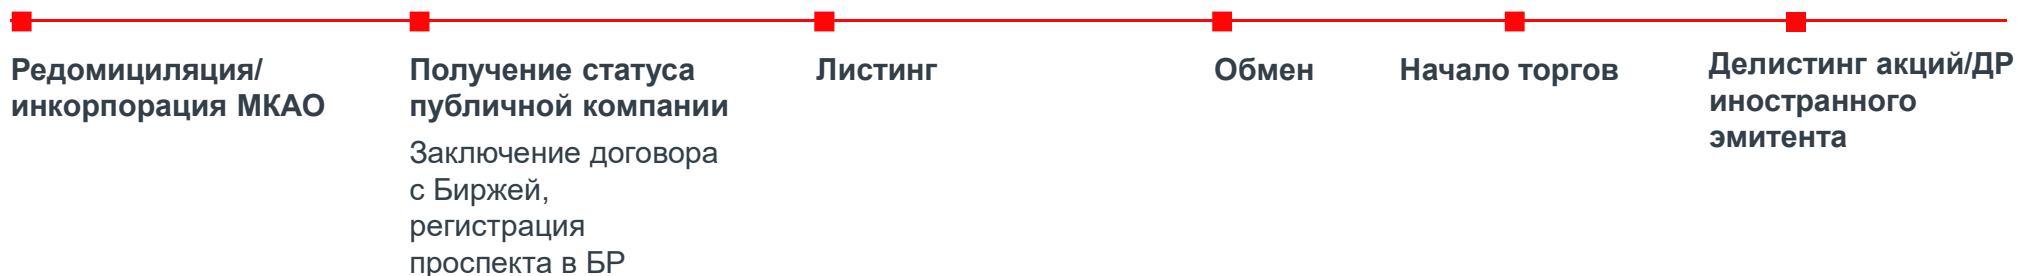 Редомициляция/
инкорпорация МКАО
Получение статуса
публичной компании
Заключение договора
с Биржей,
регистрация
проспекта в БР
Листинг
Обмен
Начало торгов
Делистинг акций/ДР
иностранного
эмитента